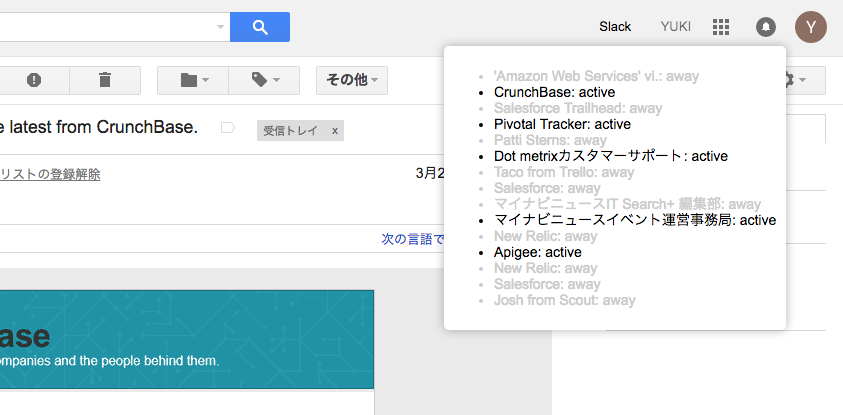 Slack
YUKI
Y
その他
latest from CrunchBase.
受信トレイ x
リストの登録解除
3月2
次の言語で
'Amazon Web Services' vi.: away
CrunchBase: active
Salesforce Trailhead: away
Pivotal Tracker: active
Patti Sterns: away
Dot metrixカスタマーサポート: active
Taco from Trello: away
Salesforce: away
マイナビニュースIT Search+ 編集部: away
マイナビニュースイベント運営事務局: active
New Relic: away
Apigee: active
New Relic: away
Salesforce: away
Josh from Scout: away
ase
ompanies and the people behind them.